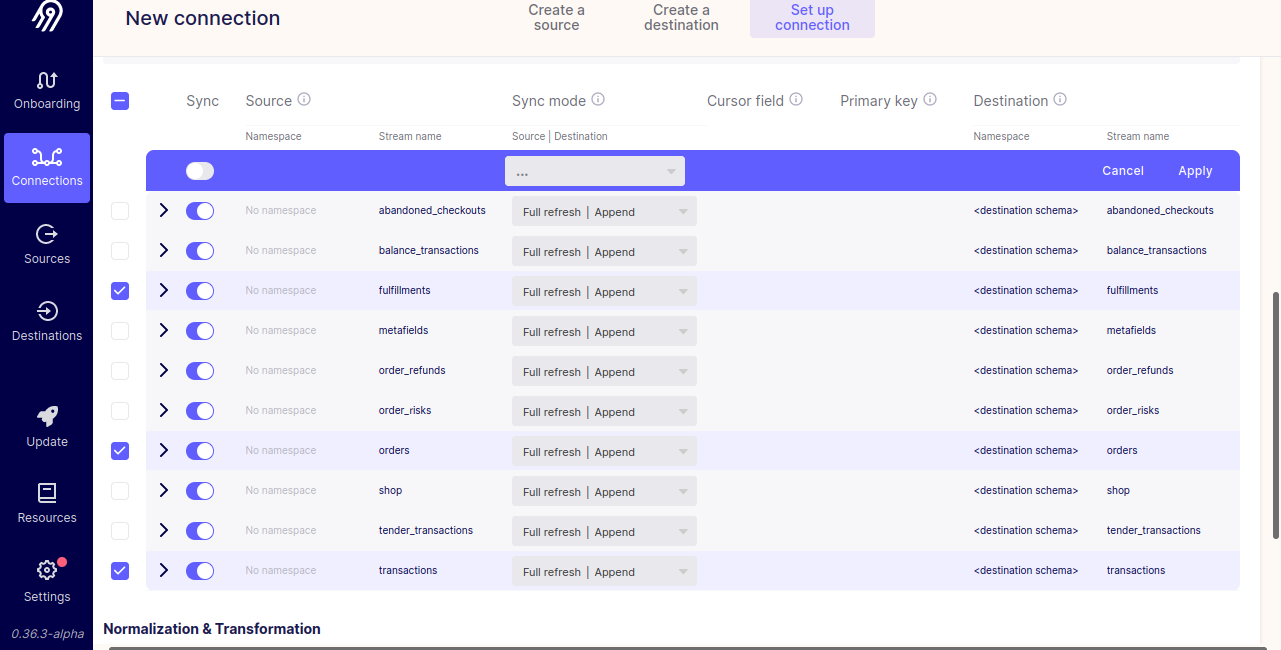 New connection
Create a source
Create a destination
Set up connection
Onboarding
Connections
Sources
Destinations
Update
Resources
Settings
0.36.3-alpha
Sync Source Sync mode Cursor field Primary key Destination
Namespace Stream name Source | Destination Namespace Stream name
... Cancel Apply
No namespace abandoned_checkouts Full refresh | Append <destination schema> abandoned_checkouts
No namespace balance_transactions Full refresh | Append <destination schema> balance_transactions
No namespace fulfillments Full refresh | Append <destination schema> fulfillments
No namespace metafields Full refresh | Append <destination schema> metafields
No namespace order_refunds Full refresh | Append <destination schema> order_refunds
No namespace order_risks Full refresh | Append <destination schema> order_risks
No namespace orders Full refresh | Append <destination schema> orders
No namespace shop Full refresh | Append <destination schema> shop
No namespace tender_transactions Full refresh | Append <destination schema> tender_transactions
No namespace transactions Full refresh | Append <destination schema> transactions
Normalization & Transformation